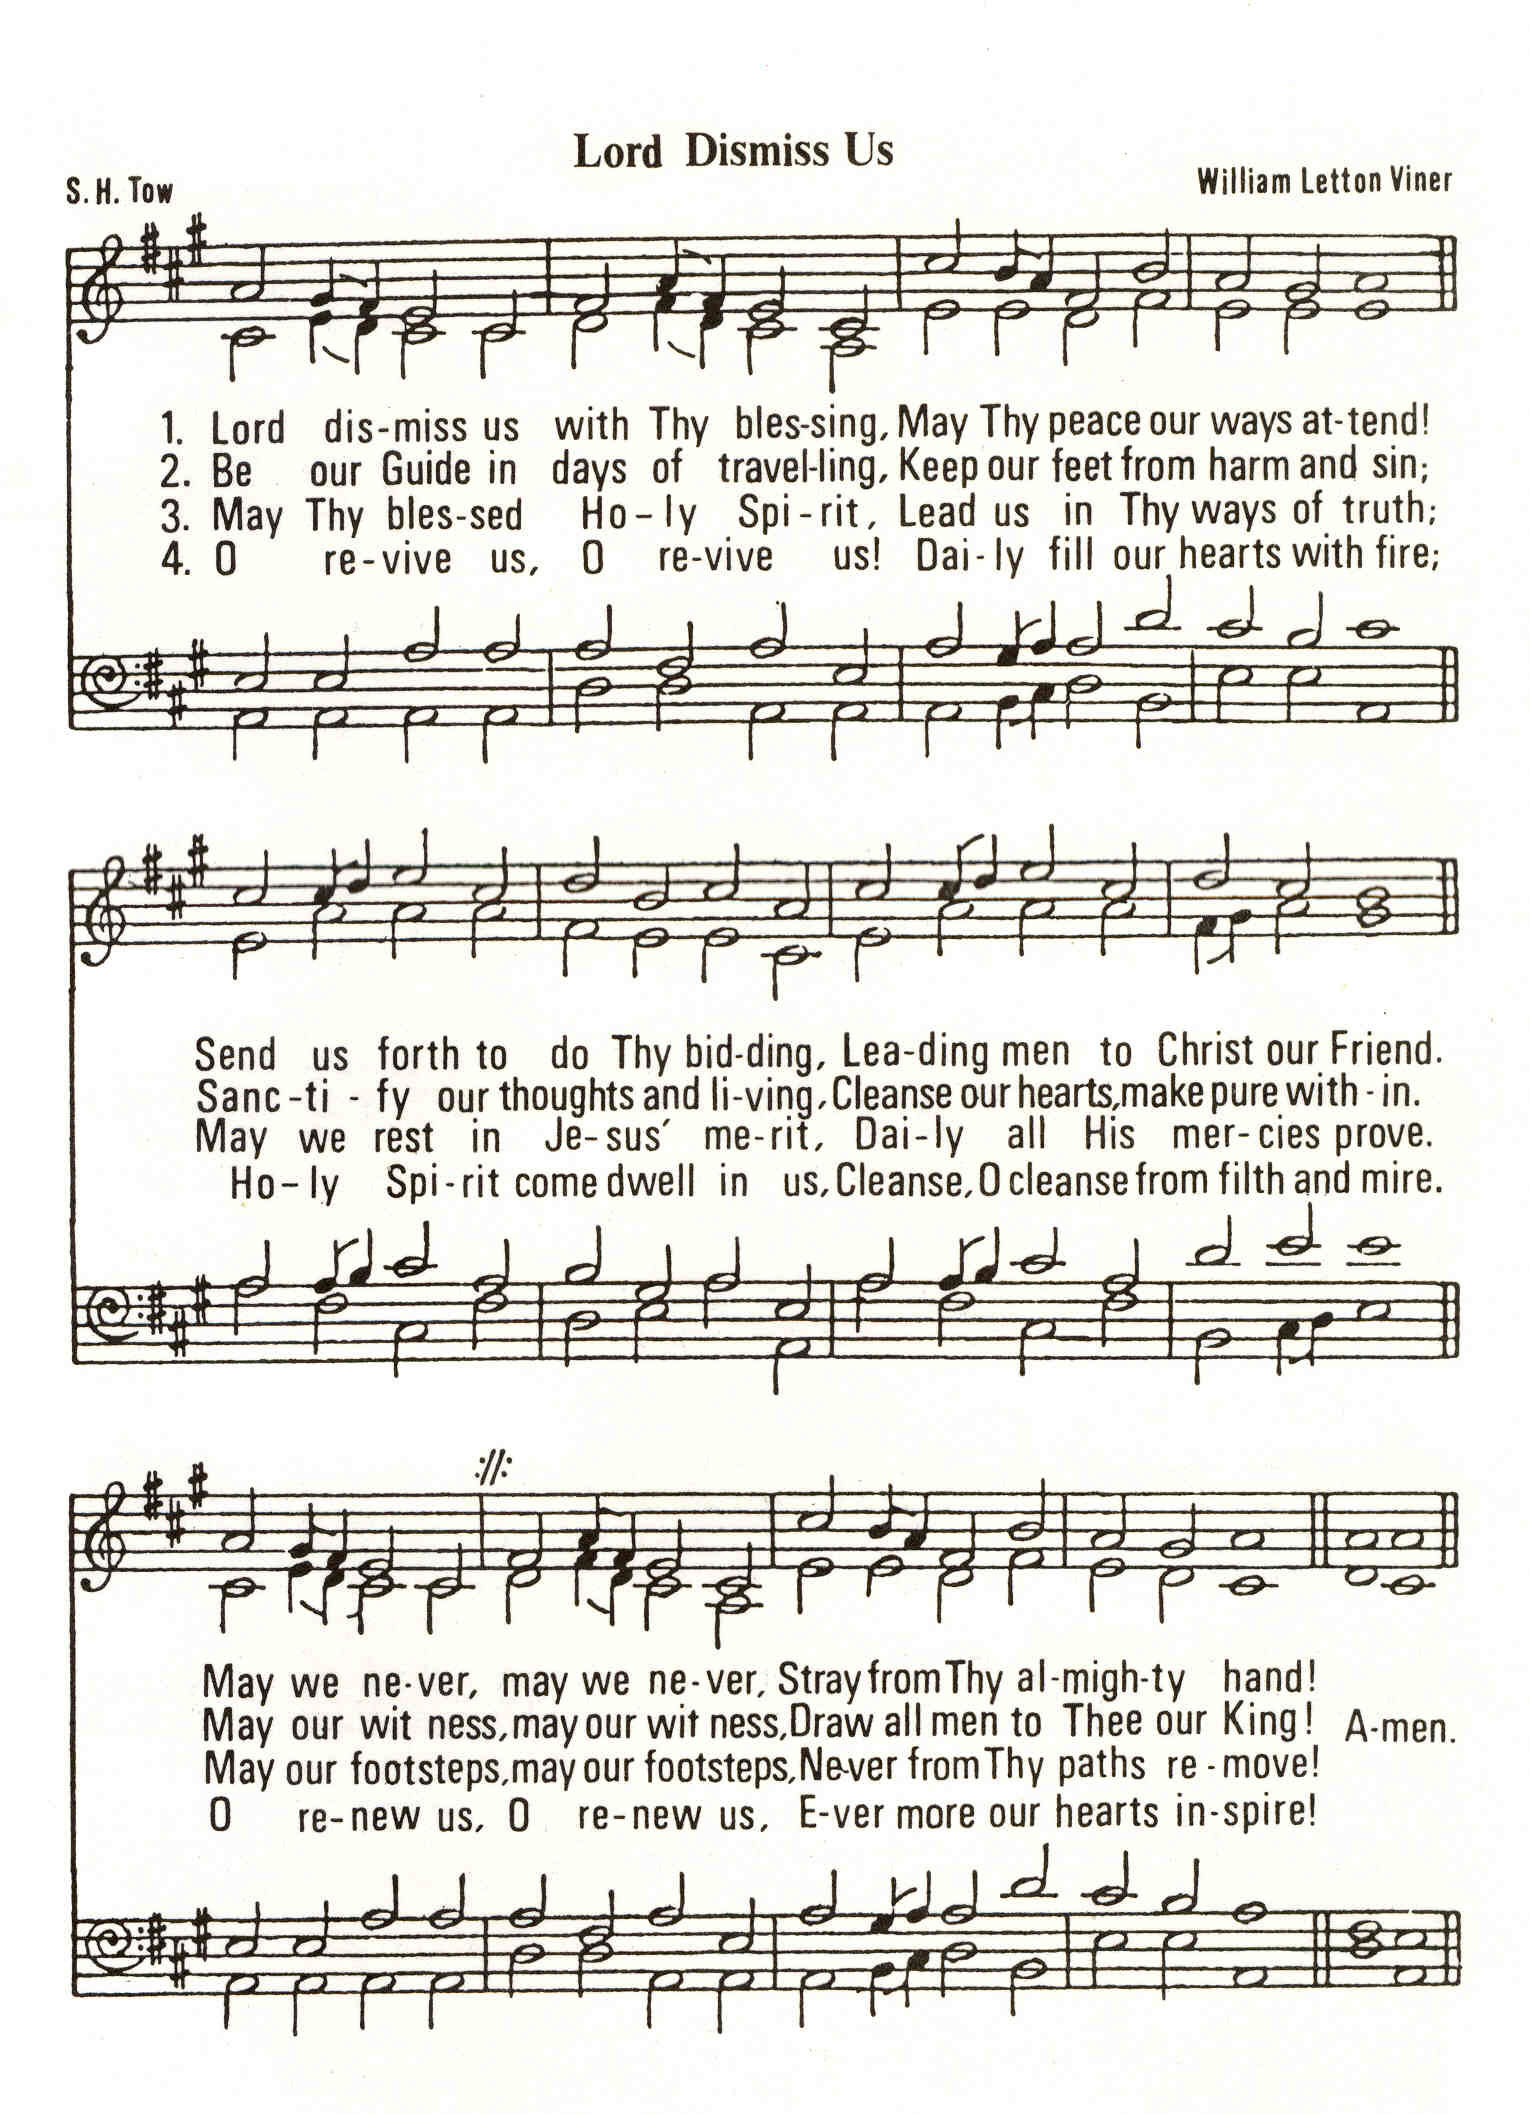 Lord Dismiss Us
S. H. Tow
William Letton Viner
1. Lord dis-miss us with Thy bles-sing, May Thy peace our ways at-tend!
2. Be our Guide in days of travel-ling, Keep our feet from harm and sin;
3. May Thy bles-sed Ho-ly Spi-rit, Lead us in Thy ways of truth;
4. O re-vive us, O re-vive us! Dai-ly fill our hearts with fire;
Send us forth to do Thy bid-ding, Lea-ding men to Christ our Friend.
Sanc-ti-fy our thoughts and li-ving, Cleanse our hearts, make pure with-in.
May we rest in Je-sus' me-rit, Dai-ly all His mer-cies prove.
Ho-ly Spi-rit come dwell in us, Cleanse, O cleanse from filth and mire.
May we ne-ver, may we ne-ver, Stray from Thy al-migh-ty hand!
May our wit ness, may our wit ness, Draw all men to Thee our King! A-men.
May our footsteps, may our footsteps, Ne-ver from Thy paths re-move!
O re-new us, O re-new us, E-ver more our hearts in-spire!